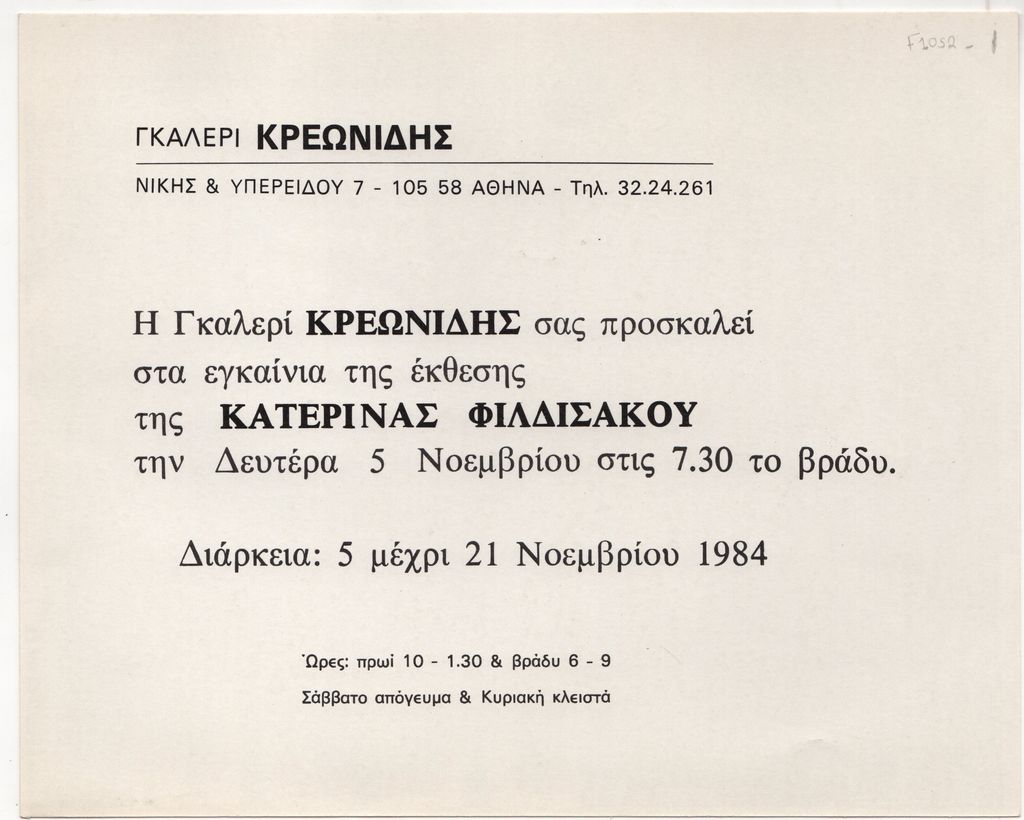 F1052 - 1
ΓΚΑΛΕΡΙ ΚΡΕΩΝΙΔΗΣ
ΝΙΚΗΣ & ΥΠΕΡΕΙΔΟΥ 7 - 105 58 ΑΘΗΝΑ - Τηλ. 32.24.261
Η Γκαλερί ΚΡΕΩΝΙΔΗΣ σας προσκαλεί
στα εγκαίνια της έκθεσης
της ΚΑΤΕΡΙΝΑΣ ΦΙΛΔΙΣΑΚΟΥ
την Δευτέρα 5 Νοεμβρίου στις 7.30 το βράδυ.
Διάρκεια: 5 μέχρι 21 Νοεμβρίου 1984
Ώρες: πρωί 10 - 1.30 & βράδυ 6 - 9
Σάββατο απόγευμα & Κυριακή κλειστά